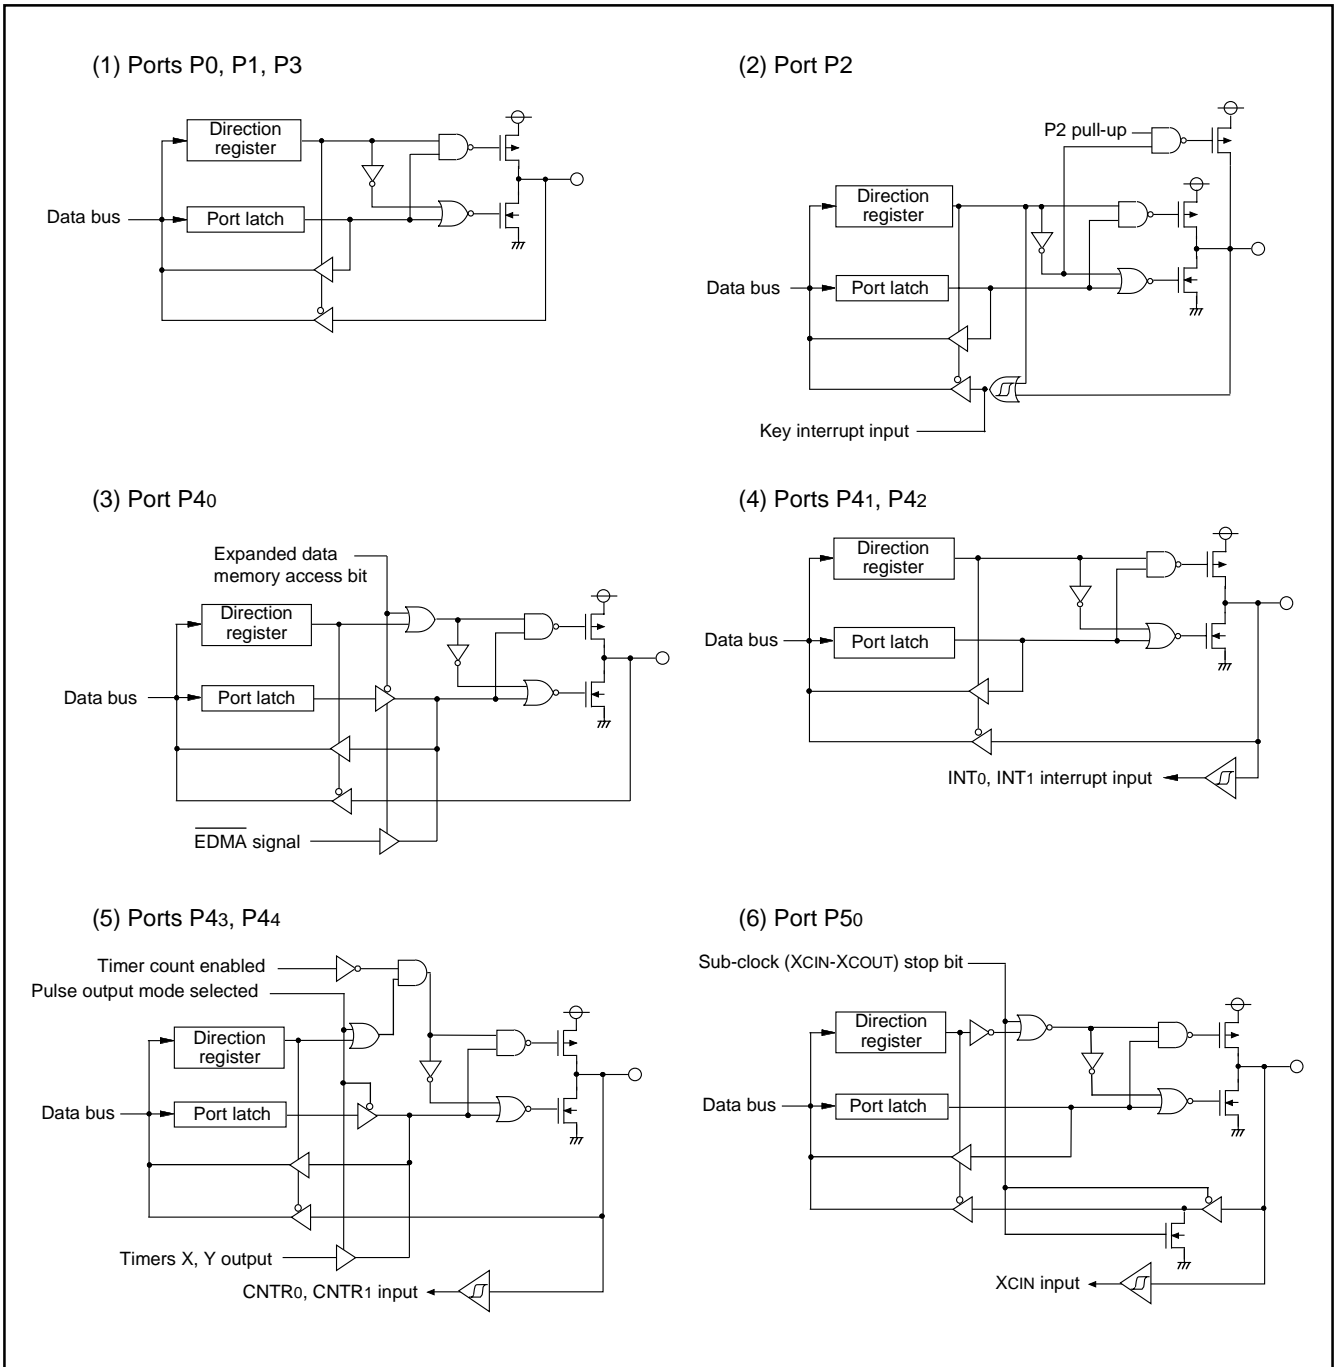 (1) Ports P0, P1, P3
Direction
register
Data bus
Port latch
(2) Port P2
P2 pull-up
Direction
register
Data bus
Port latch
Key interrupt input
(3) Port P40
Expanded data
memory access bit
Direction
register
Data bus
Port latch
EDMA signal
(4) Ports P41, P42
Direction
register
Data bus
Port latch
INT0, INT1 interrupt input
(5) Ports P43, P44
Timer count enabled
Pulse output mode selected
Direction
register
Data bus
Port latch
Timers X, Y output
CNTR0, CNTR1 input
(6) Port P50
Sub-clock (XCIN-XCOUT) stop bit
Direction
register
Data bus
Port latch
XCIN input